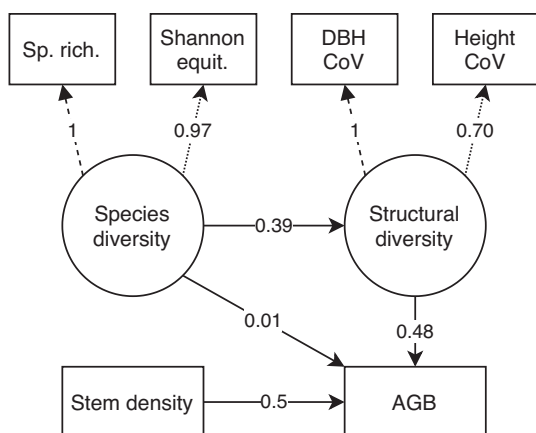 Sp. rich.
Shannon
equit.
DBH
CoV
Height
CoV
1
0.97
1
0.70
Species
diversity
0.39
Structural
diversity
0.01
0.48
Stem density
0.5
AGB